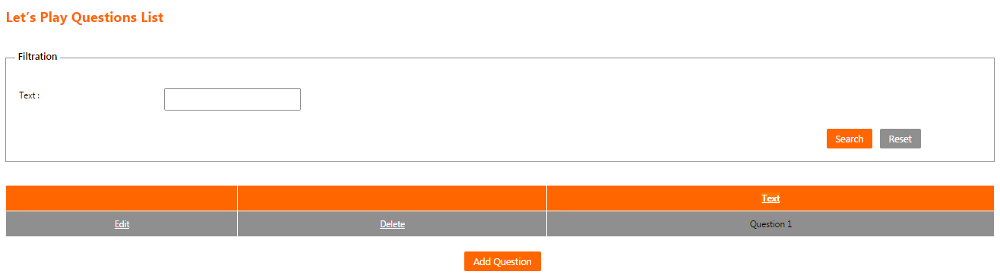 Let’s Play Questions List
Filtration
Text :
Search Reset
Text
Edit Delete Question 1
Add Question